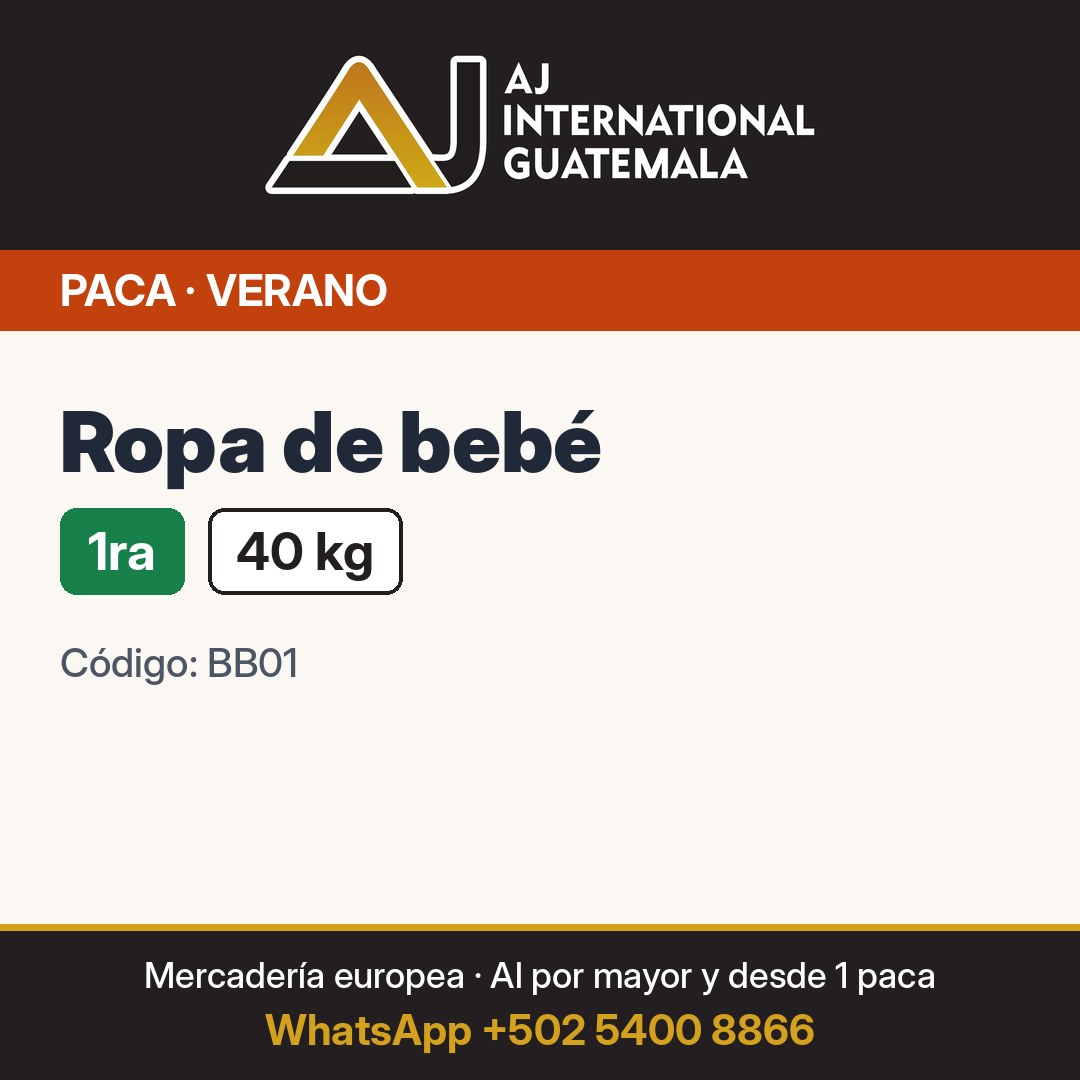 AJ
INTERNATIONAL
GUATEMALA
PACA · VERANO
Ropa de bebé
1ra
40 kg
Código: BB01
Mercadería europea · Al por mayor y desde 1 paca
WhatsApp +502 5400 8866